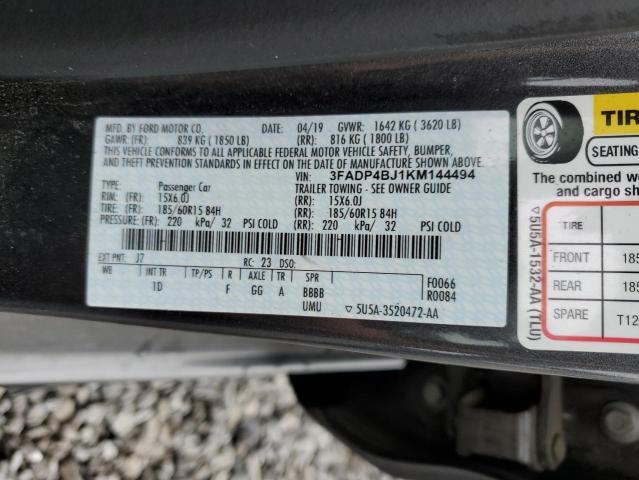 MFD. BY FORD MOTOR CO. DATE: 04/19 GVWR: 1642 KG ( 3620 LB)
GAWR: (FR): 839 KG ( 1850 LB) (RR): 816 KG ( 1800 LB)
THIS VEHICLE CONFORMS TO ALL APPLICABLE FEDERAL MOTOR VEHICLE SAFETY, BUMPER,
AND THEFT PREVENTION STANDARDS IN EFFECT ON THE
DATE OF MANUFACTURE SHOWN ABOVE.
VIN: 3FADP4BJ1KM144494
TYPE: Passenger Car TRAILER TOWING - SEE OWNER GUIDE
RIM: (FR): 15X6.0J (RR): 15X6.0J
TIRE: (FR): 185/60R15 84H (RR): 185/60R15 84H
PRESSURE: (FR): 220 kPa/ 32 PSI COLD (RR): 220 kPa/ 32 PSI COLD
EXT PNT: J7 RC: 23 DSO:
WB INT TR TP/PS R AXLE TR SPR F0066
1D F GG A BBBB R0084
UMU ▽5U5A-3520472-AA
TIR
SEATING
The combined w
and cargo sh
▽5U5A-1532-AA (TLU)
TIRE
FRONT 185
REAR 185
SPARE T12